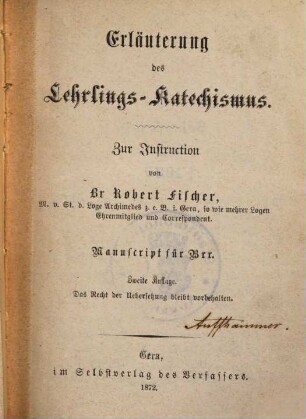 Erläuterung
des
Lehrlings-Katechismus.
Zur Instruction
von
Br Robert Fischer,
M. v. St. d. Loge Archimedes z. e. B. i. Gera, so wie mehrer Logen
Ehrenmitglied und Correspondent.
Manuscript für Brr.
Zweite Auflage.
Das Recht der Uebersetzung bleibt vorbehalten.
Gera,
im Selbstverlag des Verfassers.
1872.